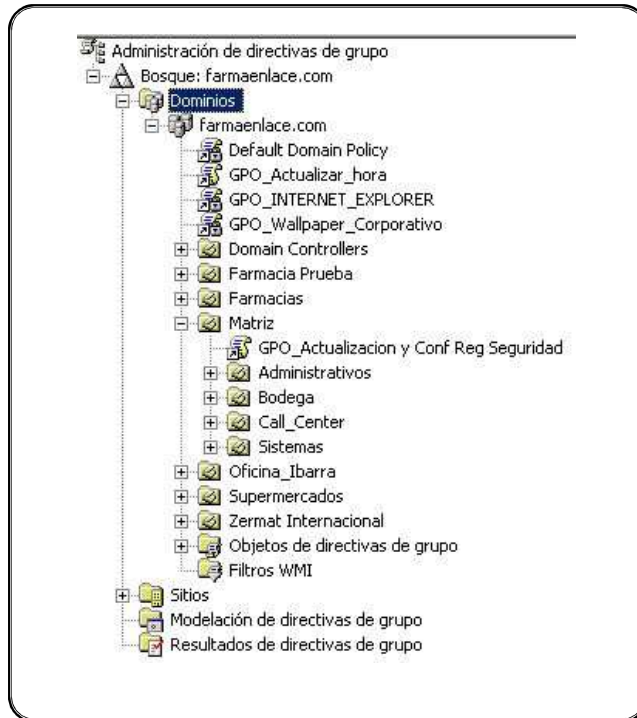 Administración de directivas de grupo
Bosque: farmaenlace.com
Dominios
farmaenlace.com
Default Domain Policy
GPO_Actualizar_hora
GPO_INTERNET_EXPLORER
GPO_Wallpaper_Corporativo
Domain Controllers
Farmacia Prueba
Farmacias
Matriz
GPO_Actualizacion y Conf Reg Seguridad
Administrativos
Bodega
Call_Center
Sistemas
Oficina_Ibarra
Supermercados
Zermat Internacional
Objetos de directivas de grupo
Filtros WMI
Sitios
Modelación de directivas de grupo
Resultados de directivas de grupo